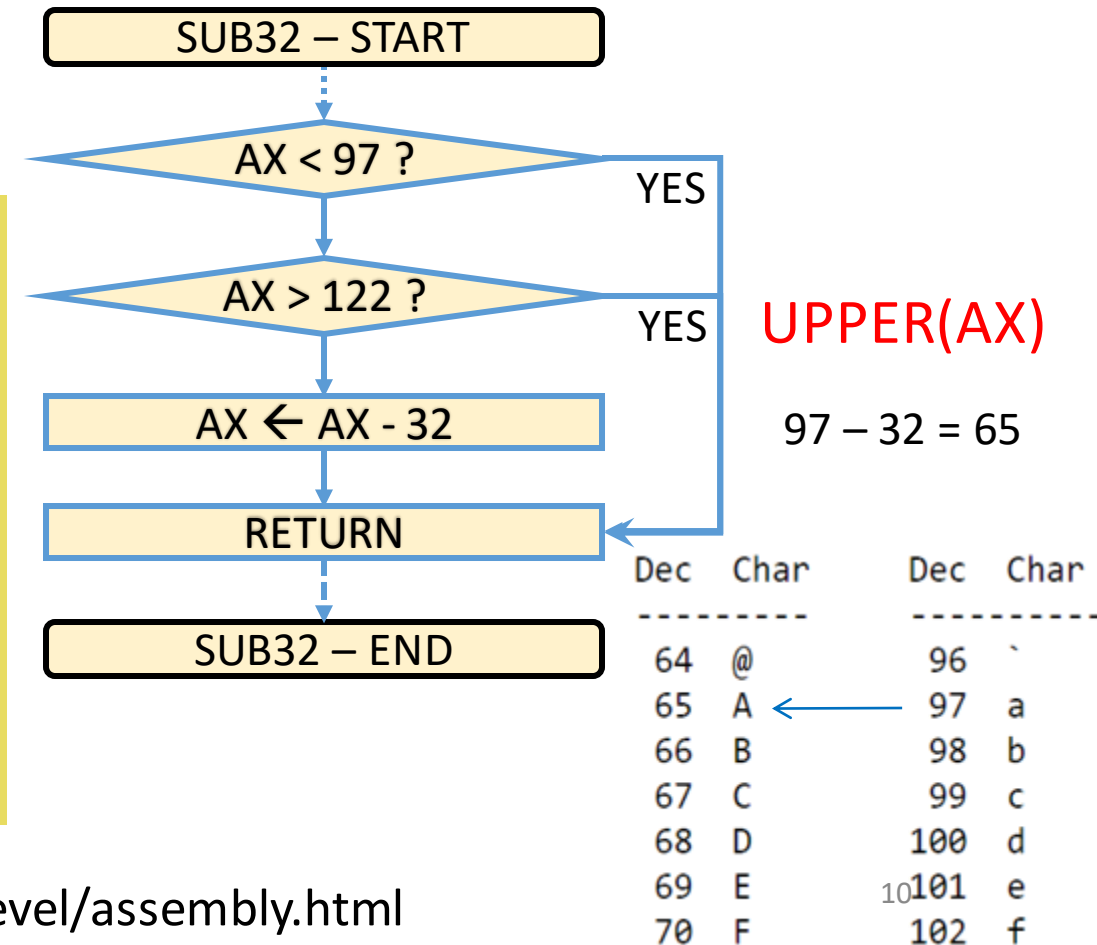 SUB32 – START
AX < 97 ?
YES
AX > 122 ?
YES
UPPER(AX)
AX ← AX - 32
97 – 32 = 65
RETURN
SUB32 – END
Dec Char Dec Char
--------- ----------
64 @ 96 `
65 A ← 97 a
66 B 98 b
67 C 99 c
68 D 100 d
69 E 101 e
70 F 102 f
10
evel/assembly.html